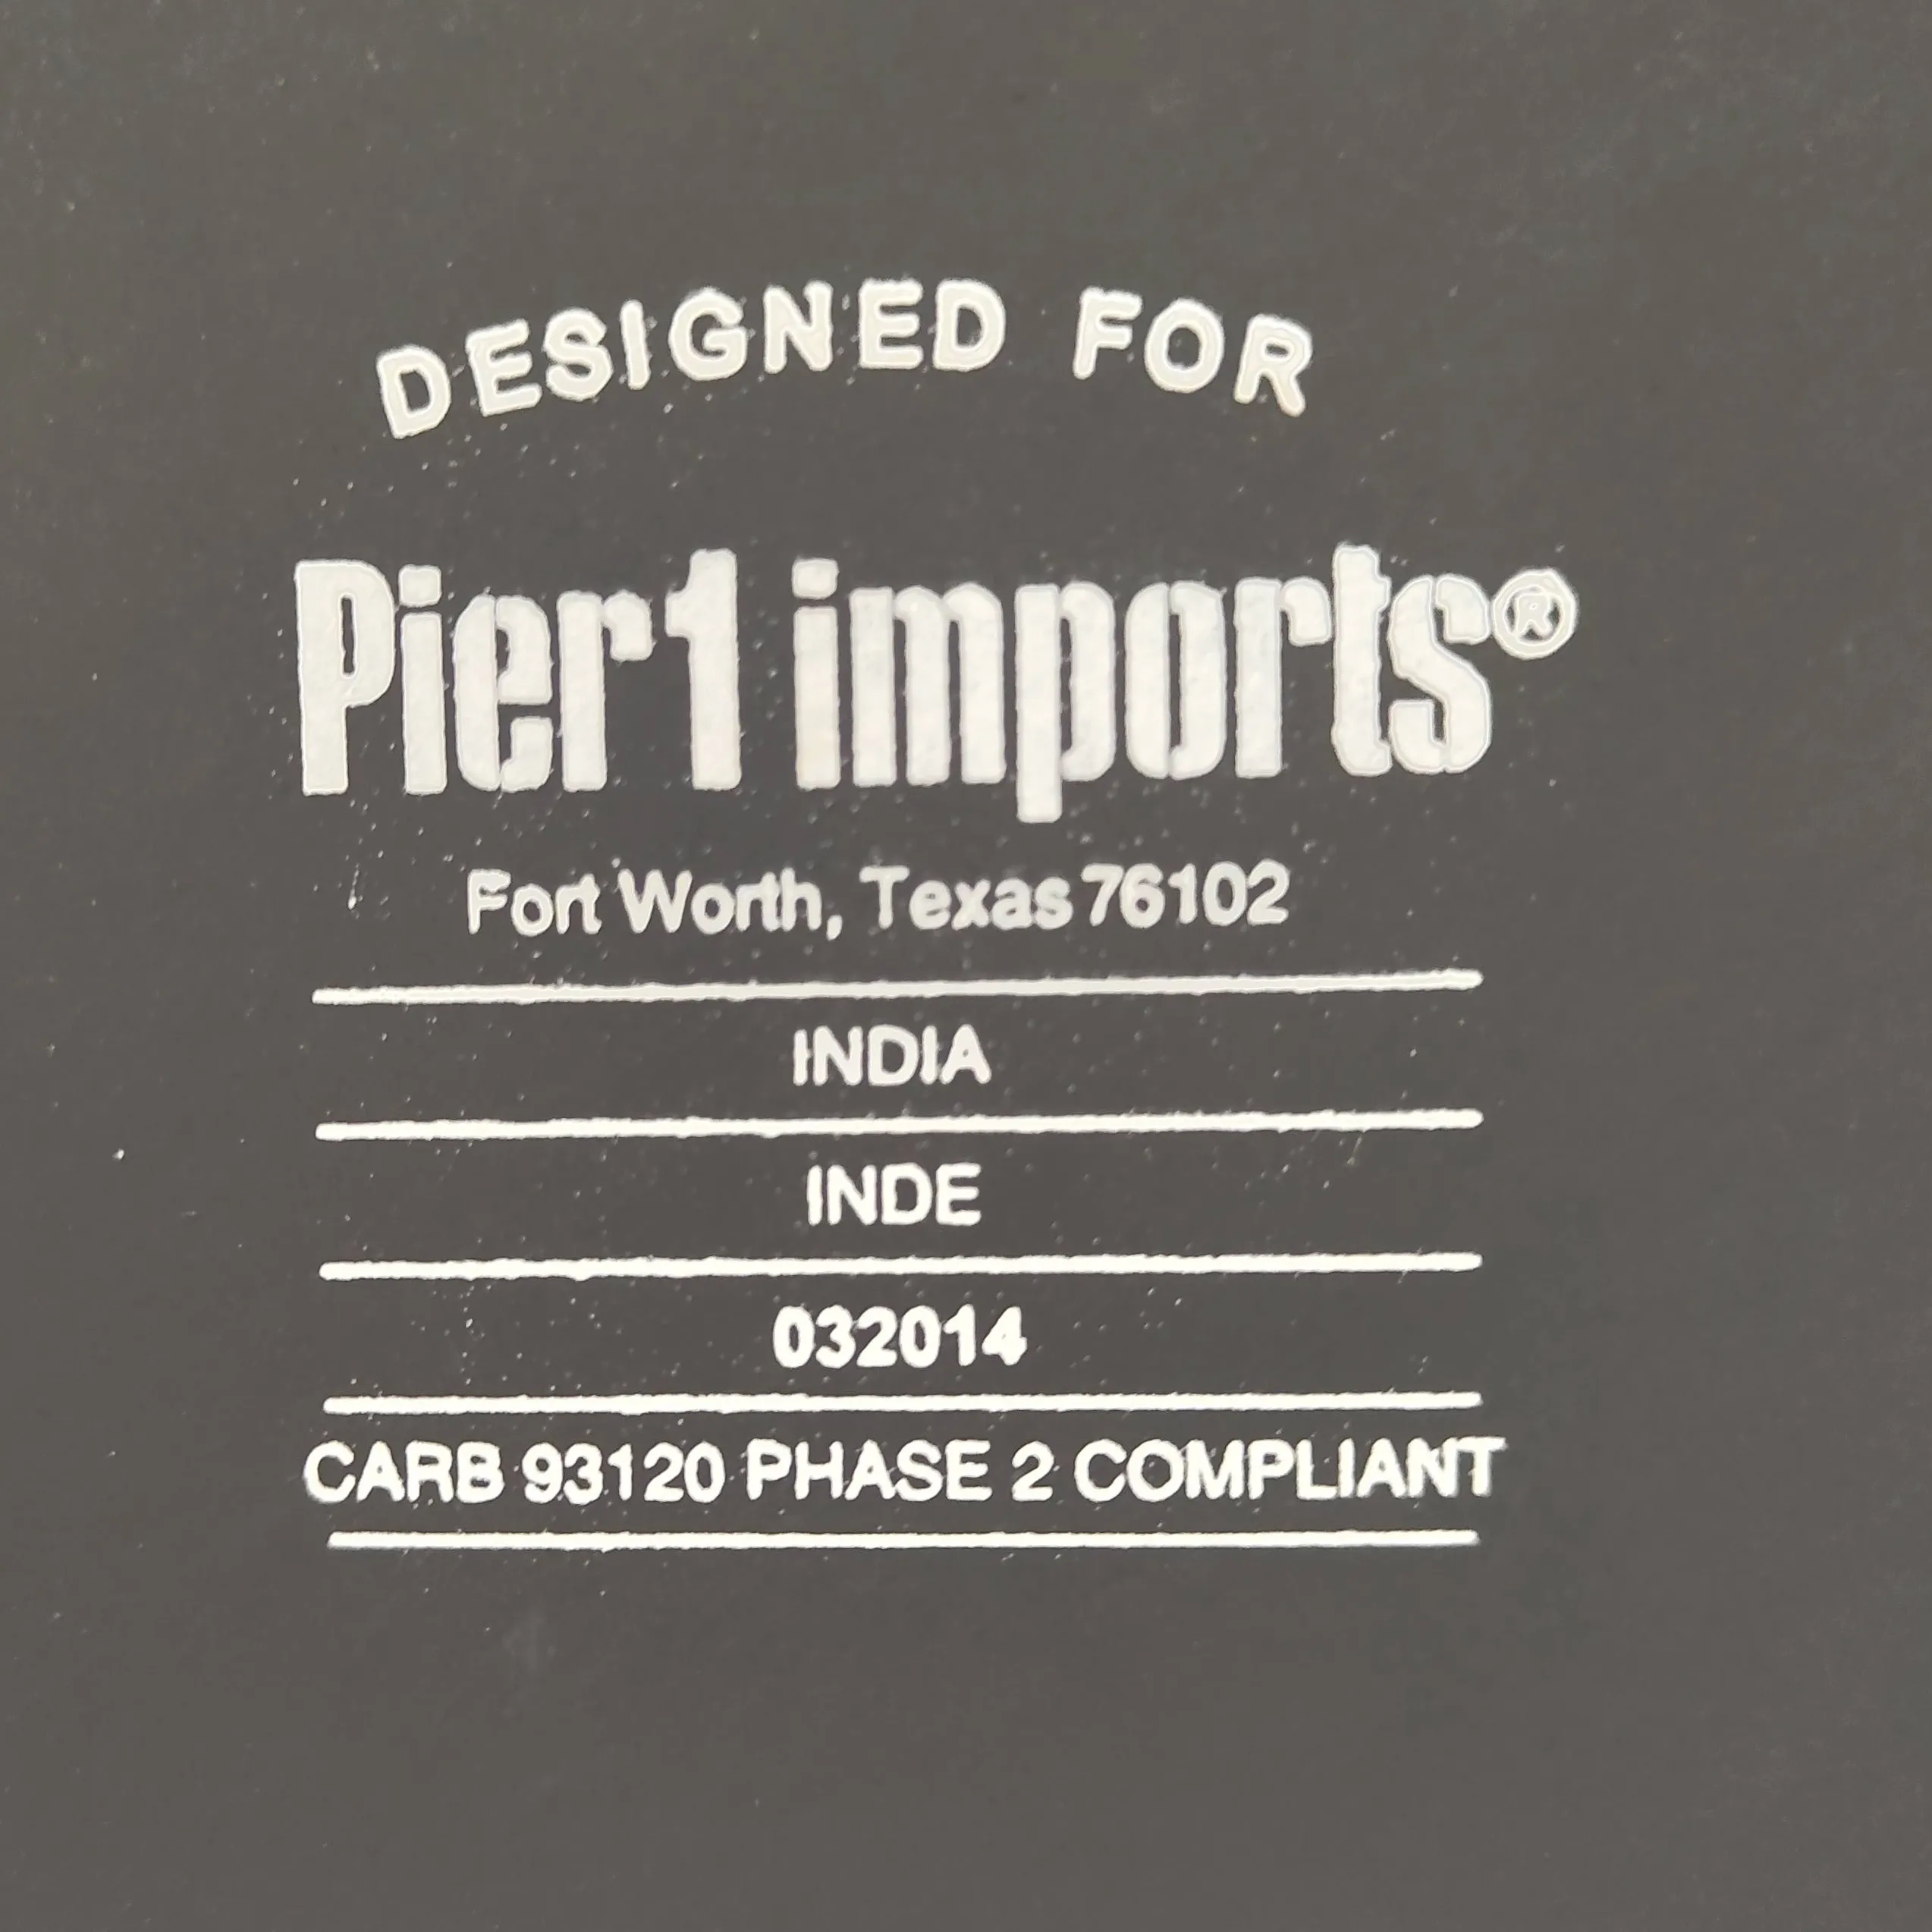 DESIGNED FOR
Pier1 imports®
Fort Worth, Texas 76102
INDIA
INDE
032014
CARB 93120 PHASE 2 COMPLIANT